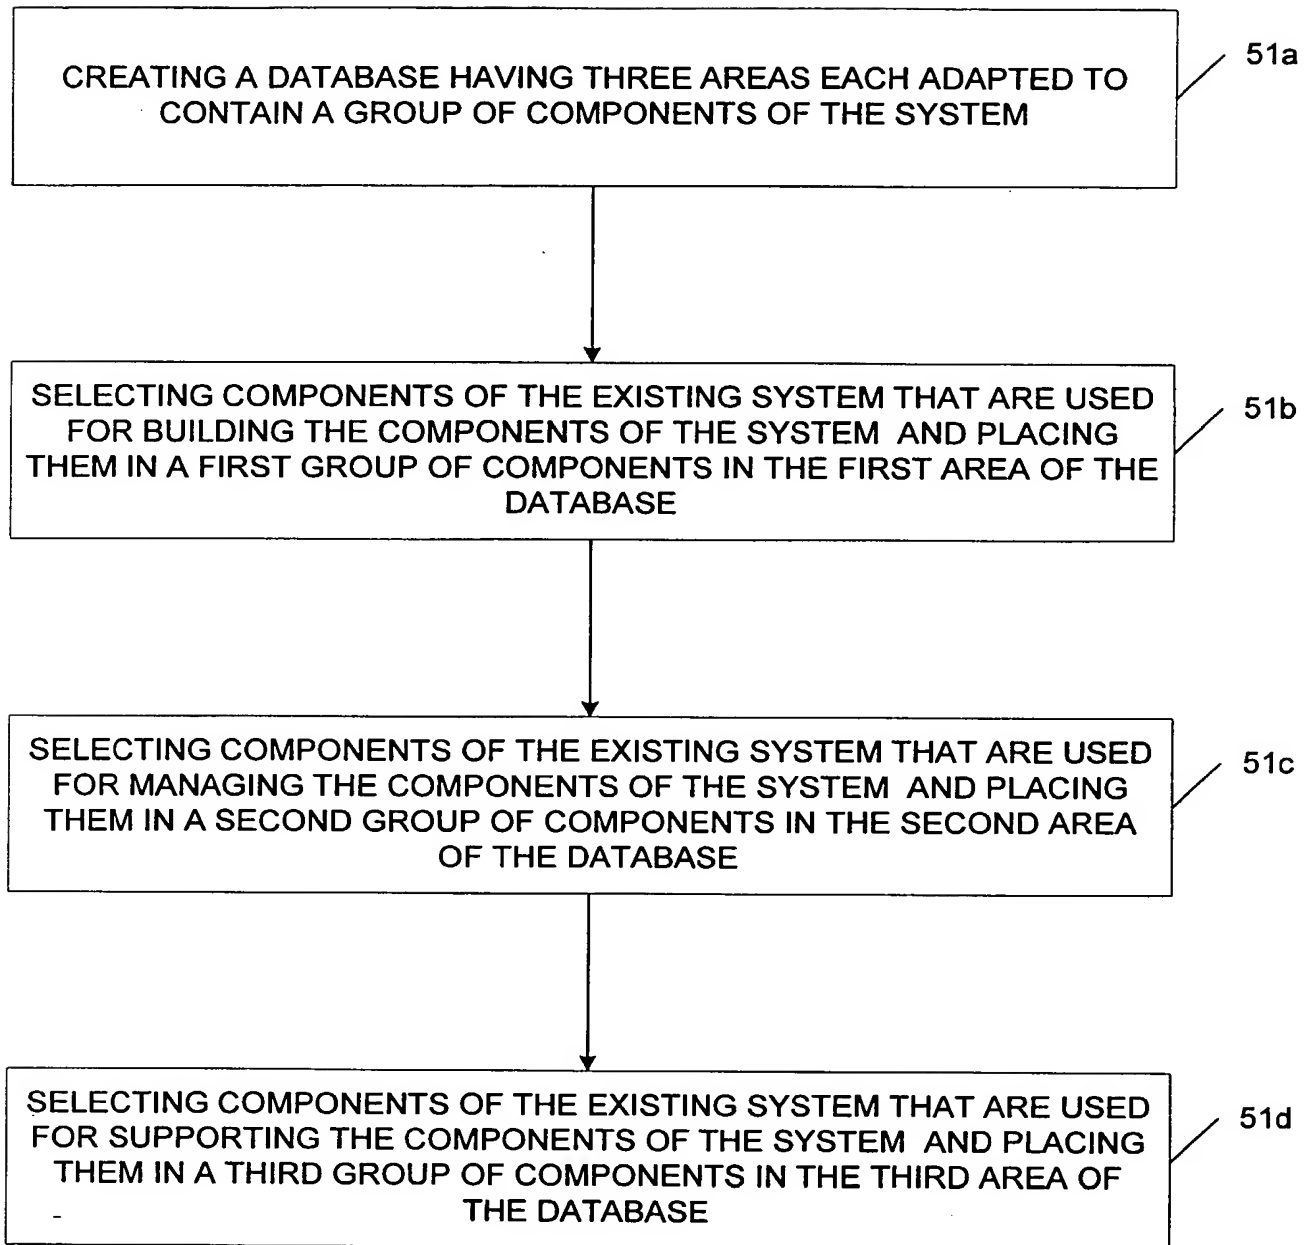 CREATING A DATABASE HAVING THREE AREAS EACH ADAPTED TO
CONTAIN A GROUP OF COMPONENTS OF THE SYSTEM
51a
SELECTING COMPONENTS OF THE EXISTING SYSTEM THAT ARE USED
FOR BUILDING THE COMPONENTS OF THE SYSTEM AND PLACING
THEM IN A FIRST GROUP OF COMPONENTS IN THE FIRST AREA OF THE
DATABASE
51b
SELECTING COMPONENTS OF THE EXISTING SYSTEM THAT ARE USED
FOR MANAGING THE COMPONENTS OF THE SYSTEM AND PLACING
THEM IN A SECOND GROUP OF COMPONENTS IN THE SECOND AREA
OF THE DATABASE
51c
SELECTING COMPONENTS OF THE EXISTING SYSTEM THAT ARE USED
FOR SUPPORTING THE COMPONENTS OF THE SYSTEM AND PLACING
THEM IN A THIRD GROUP OF COMPONENTS IN THE THIRD AREA OF
THE DATABASE
51d